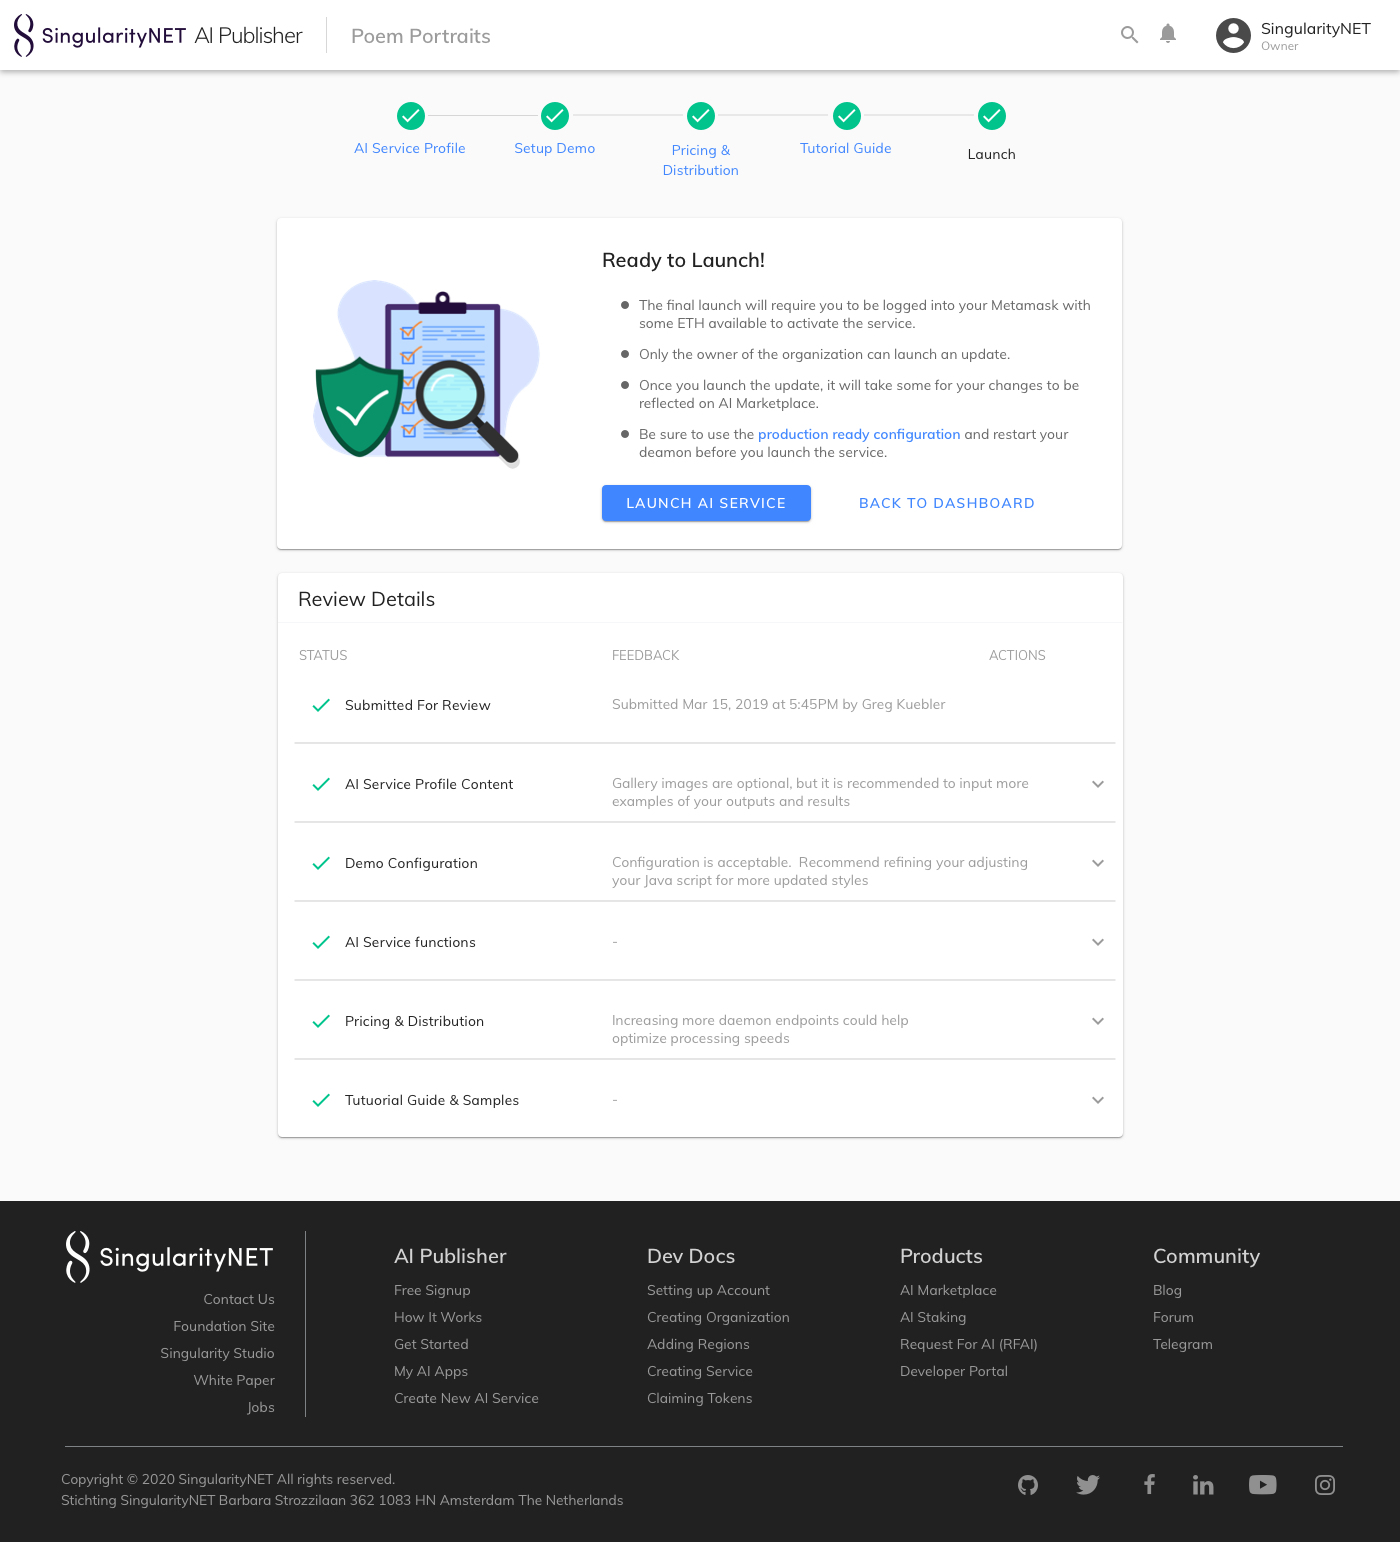 SingularityNET AI Publisher
Poem Portraits
SingularityNET
Owner
AI Service Profile
Setup Demo
Pricing &
Distribution
Tutorial Guide
Launch
Ready to Launch!
The final launch will require you to be logged into your Metamask with
some ETH available to activate the service.
Only the owner of the organization can launch an update.
Once you launch the update, it will take some for your changes to be
reflected on AI Marketplace.
Be sure to use the production ready configuration and restart your
deamon before you launch the service.
LAUNCH AI SERVICE
BACK TO DASHBOARD
Review Details
STATUS
FEEDBACK
ACTIONS
Submitted For Review
Submitted Mar 15, 2019 at 5:45PM by Greg Kuebler
AI Service Profile Content
Gallery images are optional, but it is recommended to input more
examples of your outputs and results
Demo Configuration
Configuration is acceptable.  Recommend refining your adjusting
your Java script for more updated styles
AI Service functions
-
Pricing & Distribution
Increasing more daemon endpoints could help
optimize processing speeds
Tutuorial Guide & Samples
-
SingularityNET
Contact Us
Foundation Site
Singularity Studio
White Paper
Jobs
AI Publisher
Free Signup
How It Works
Get Started
My AI Apps
Create New AI Service
Dev Docs
Setting up Account
Creating Organization
Adding Regions
Creating Service
Claiming Tokens
Products
AI Marketplace
AI Staking
Request For AI (RFAI)
Developer Portal
Community
Blog
Forum
Telegram
Copyright © 2020 SingularityNET All rights reserved.
Stichting SingularityNET Barbara Strozzilaan 362 1083 HN Amsterdam The Netherlands